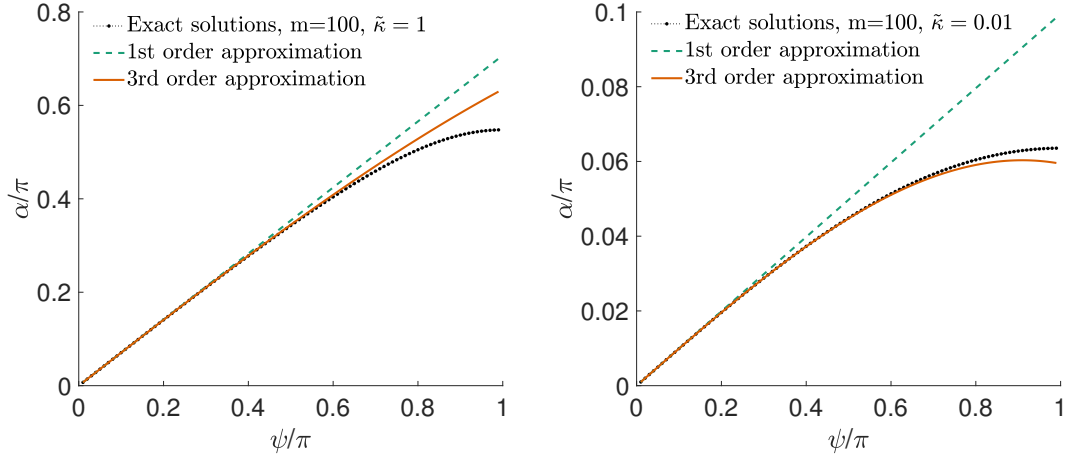 Exact solutions, m=100, κ̃ = 1
1st order approximation
3rd order approximation
0.8
0.6
0.4
0.2
0
0
0.2
0.4
0.6
0.8
1
α/π
ψ/π
Exact solutions, m=100, κ̃ = 0.01
1st order approximation
3rd order approximation
0.1
0.08
0.06
0.04
0.02
0
0
0.2
0.4
0.6
0.8
1
α/π
ψ/π